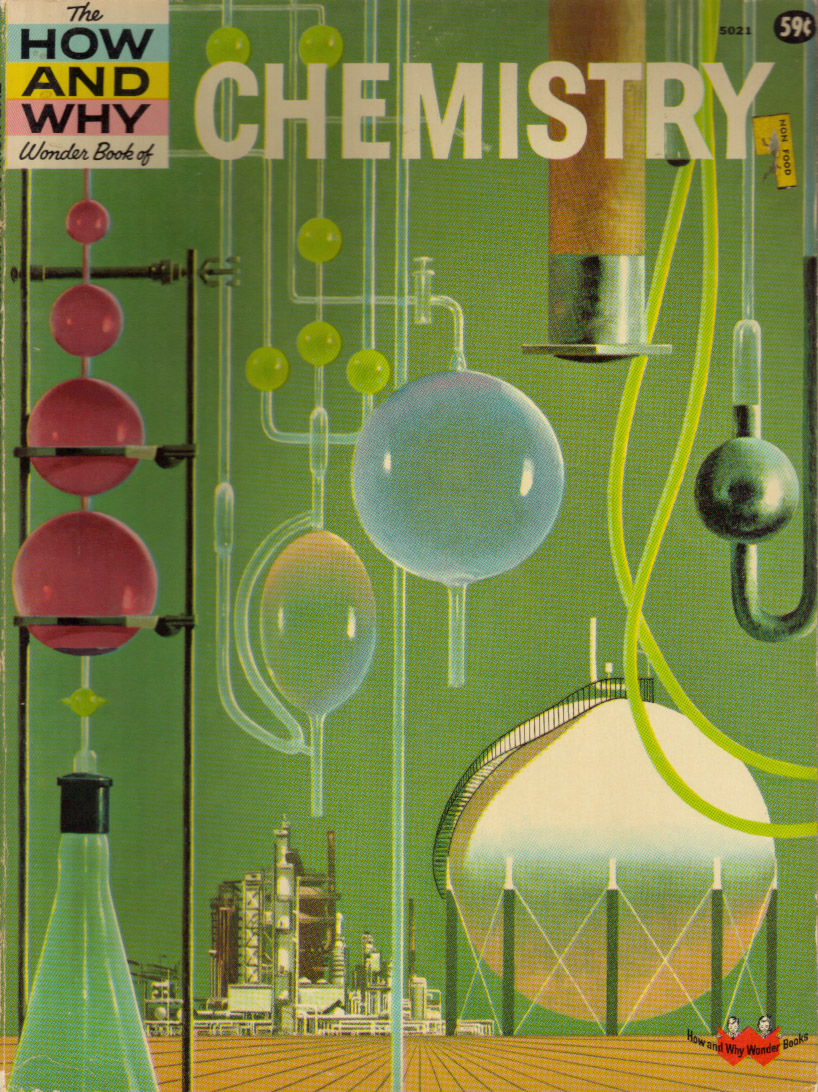 The
HOW
AND
WHY
Wonder Book of
CHEMISTRY
5021
59¢
NON FOOD
How and Why Wonder Books